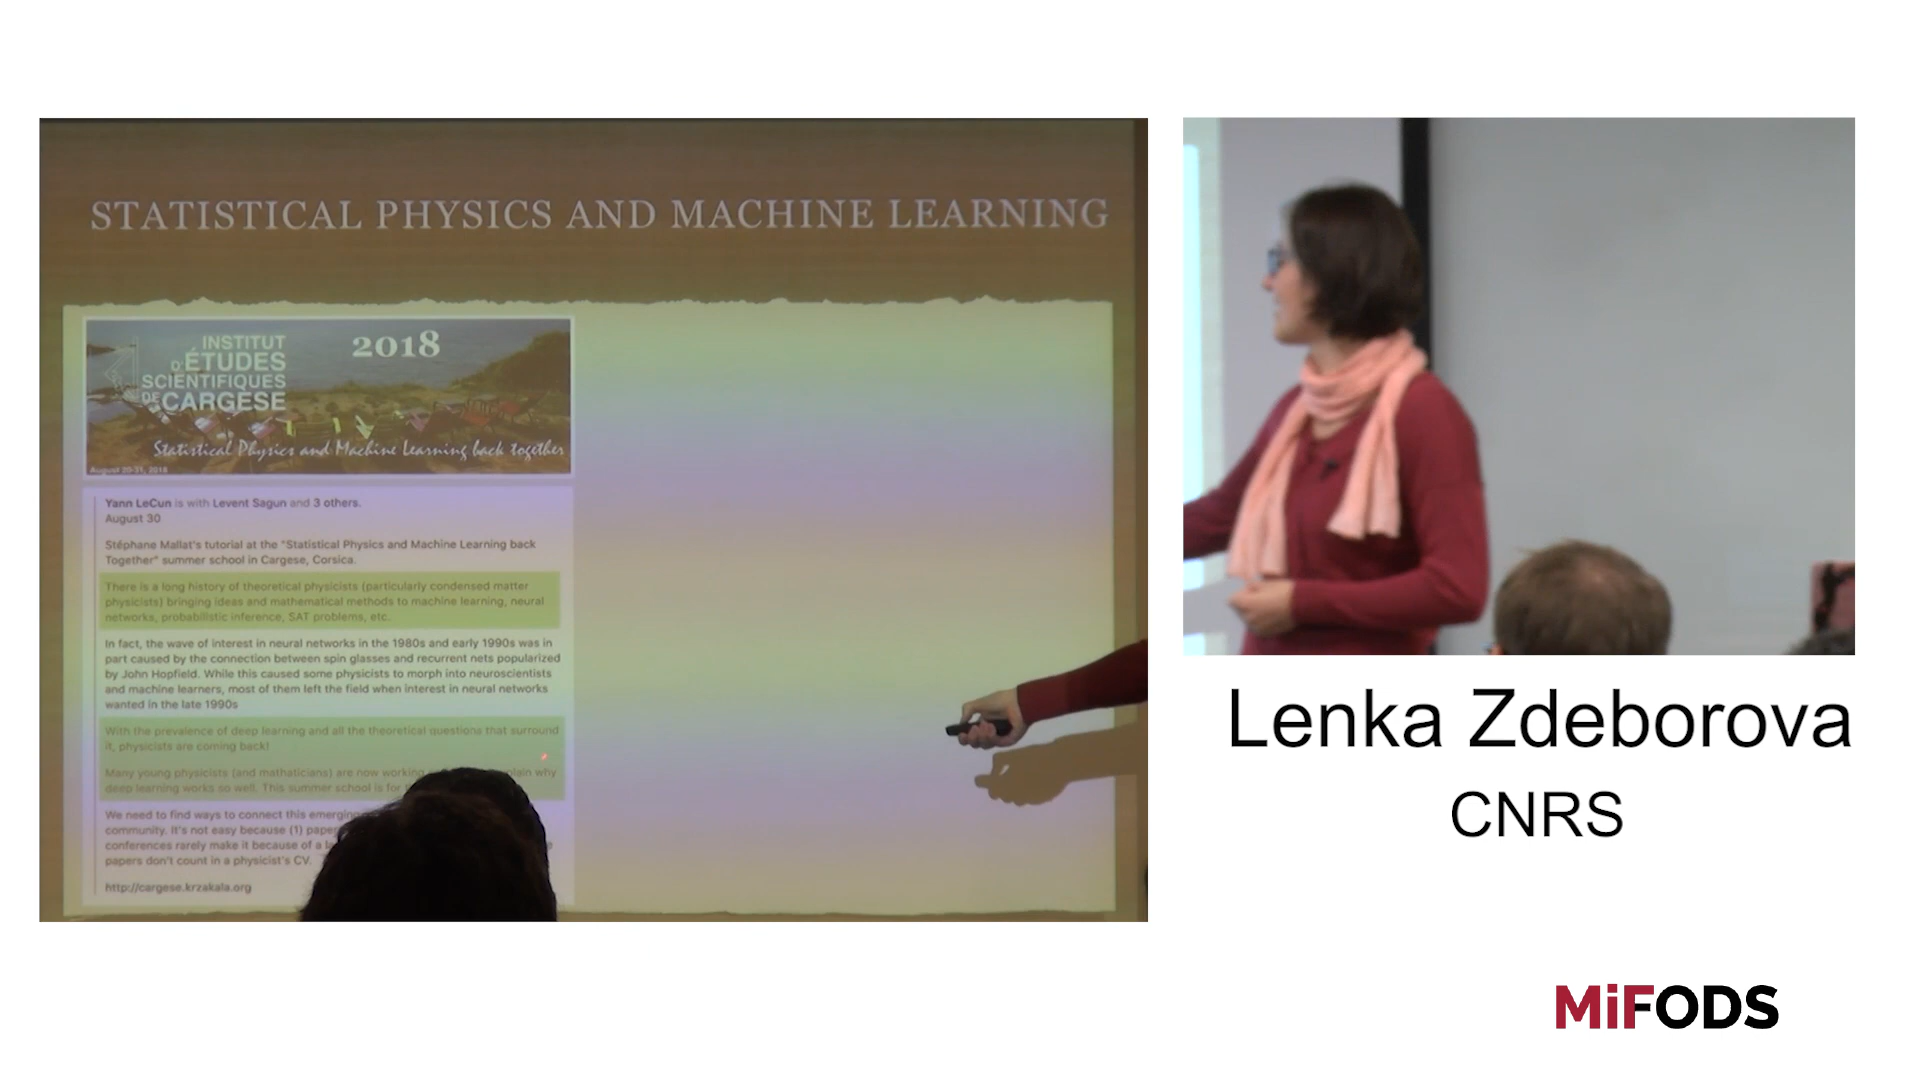 STATISTICAL PHYSICS AND MACHINE LEARNING
INSTITUT
D'ÉTUDES
SCIENTIFIQUES
DE CARGÈSE
2018
Statistical Physics and Machine Learning back together
August 20-31, 2018
Yann LeCun is with Levent Sagun and 3 others.
August 30
Stéphane Mallat's tutorial at the "Statistical Physics and Machine Learning back
Together" summer school in Cargese, Corsica.
There is a long history of theoretical physicists (particularly condensed matter
physicists) bringing ideas and mathematical methods to machine learning, neural
networks, probabilistic inference, SAT problems, etc.
In fact, the wave of interest in neural networks in the 1980s and early 1990s was in
part caused by the connection between spin glasses and recurrent nets popularized
by John Hopfield. While this caused some physicists to morph into neuroscientists
and machine learners, most of them left the field when interest in neural networks
wanted in the late 1990s
With the prevalence of deep learning and all the theoretical questions that surround
it, physicists are coming back!
Many young physicists (and mathaticians) are now working why
deep learning works so well. This summer school is for
We need to find ways to connect this emerging
community. It's not easy because (1)
conferences rarely make it because of a
papers don't count in a physicist's CV.
http://cargese.krzakala.org
Lenka Zdeborova
CNRS
MiFODS